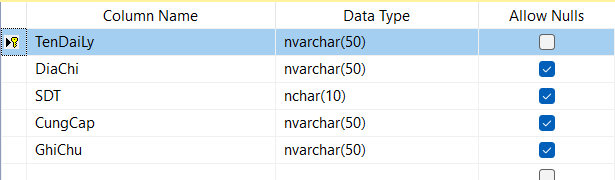 Column Name Data Type Allow Nulls
TenDaiLy nvarchar(50)
DiaChi nvarchar(50)
SDT nchar(10)
CungCap nvarchar(50)
GhiChu nvarchar(50)